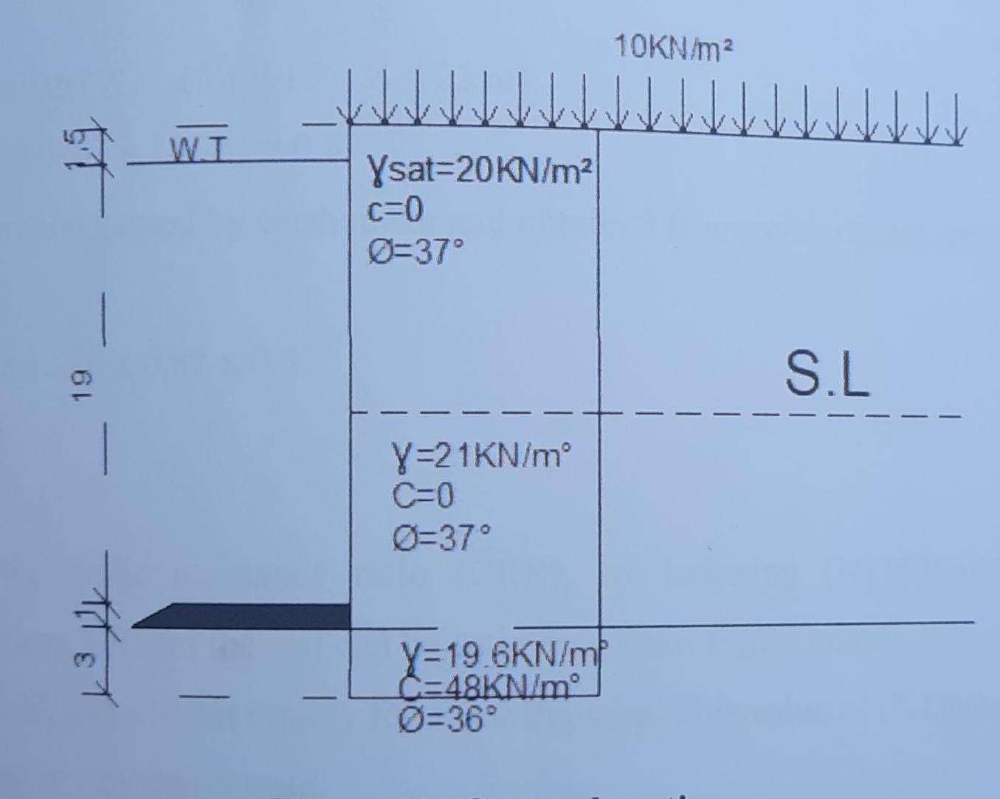 10KN/m²
1.5
W.T
Ɣsat=20KN/m²
c=0
Ø=37°
19
S.L
Ɣ=21KN/m°
C=0
Ø=37°
1
3
Ɣ=19.6KN/m°
C=48KN/m°
Ø=36°